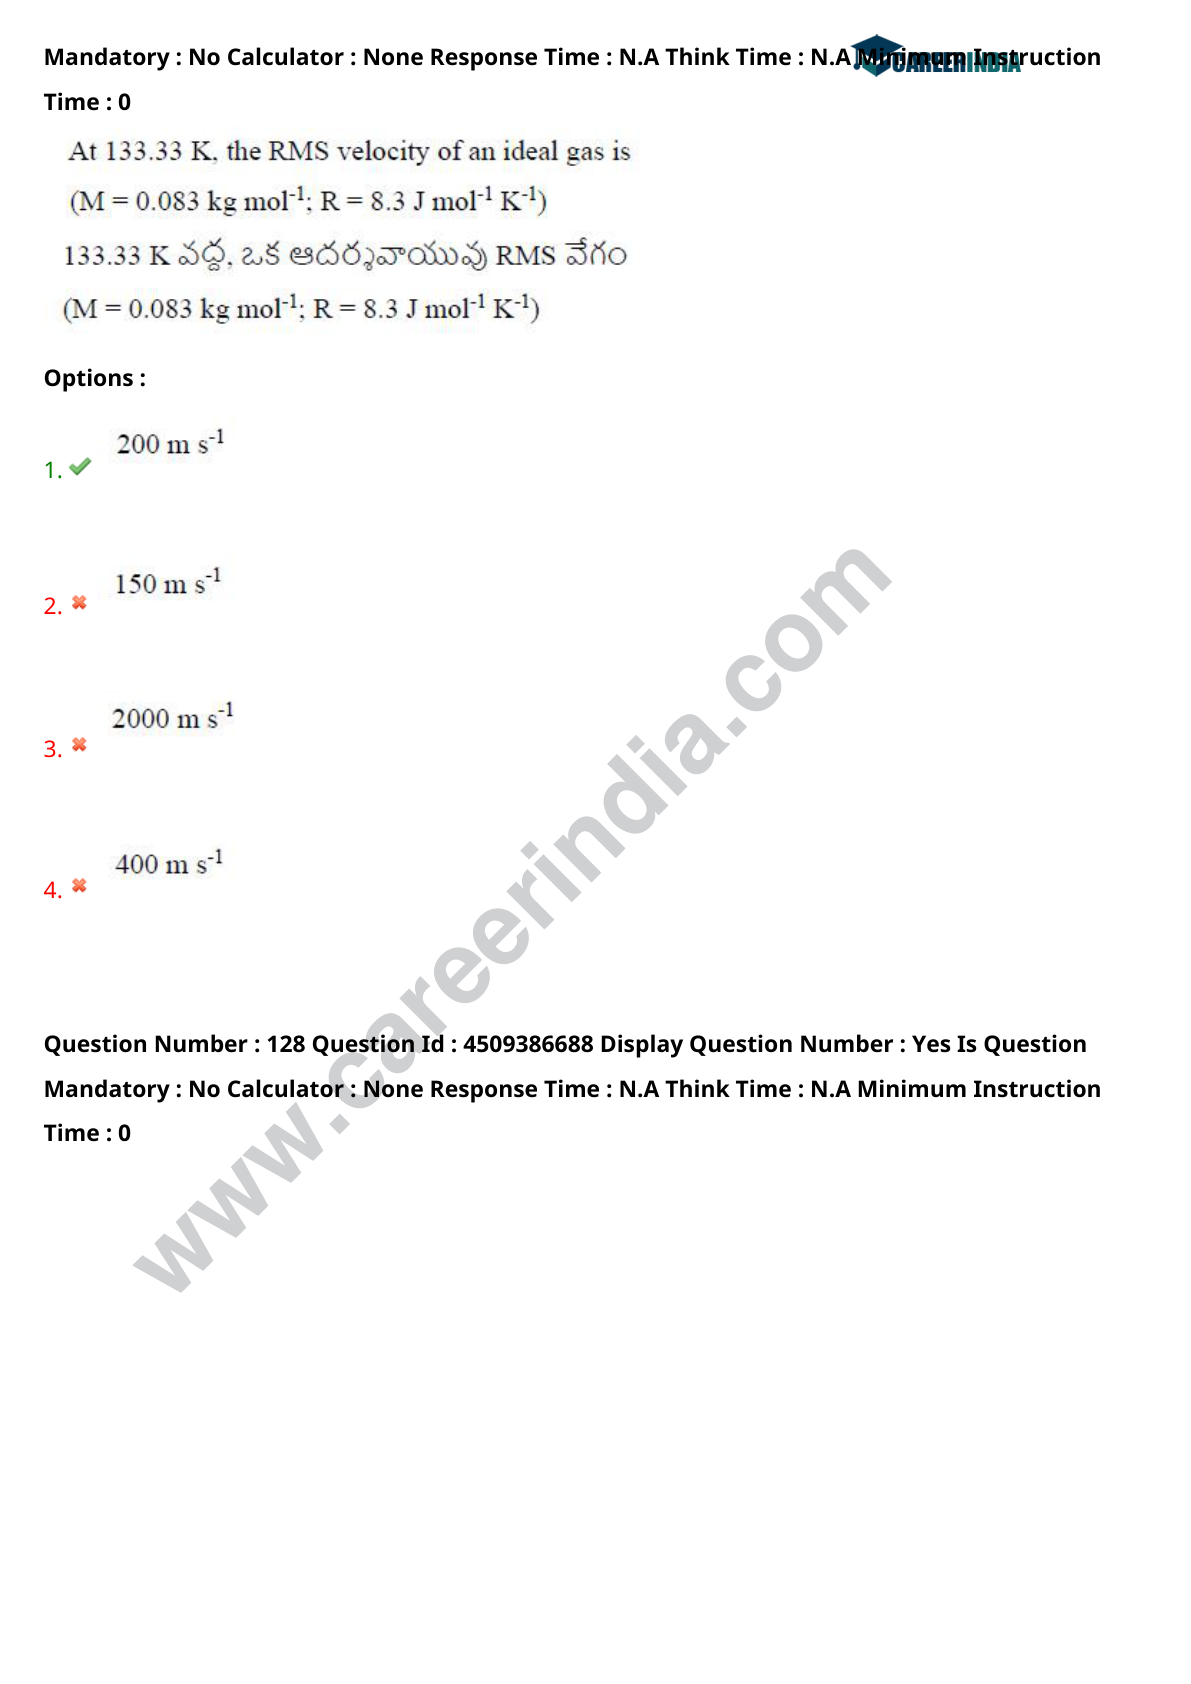 Mandatory : No Calculator : None Response Time : N.A Think Time : N.A Minimum Instruction
CAREERINDIA
Time : 0
At 133.33 K, the RMS velocity of an ideal gas is
(M = 0.083 kg mol⁻¹; R = 8.3 J mol⁻¹ K⁻¹)
133.33 K వద్ద, ఒక ఆదర్శవాయువు RMS వేగం
(M = 0.083 kg mol⁻¹; R = 8.3 J mol⁻¹ K⁻¹)
Options :
1. 200 m s⁻¹
2. 150 m s⁻¹
3. 2000 m s⁻¹
4. 400 m s⁻¹
www.careerindia.com
Question Number : 128 Question Id : 4509386688 Display Question Number : Yes Is Question
Mandatory : No Calculator : None Response Time : N.A Think Time : N.A Minimum Instruction
Time : 0